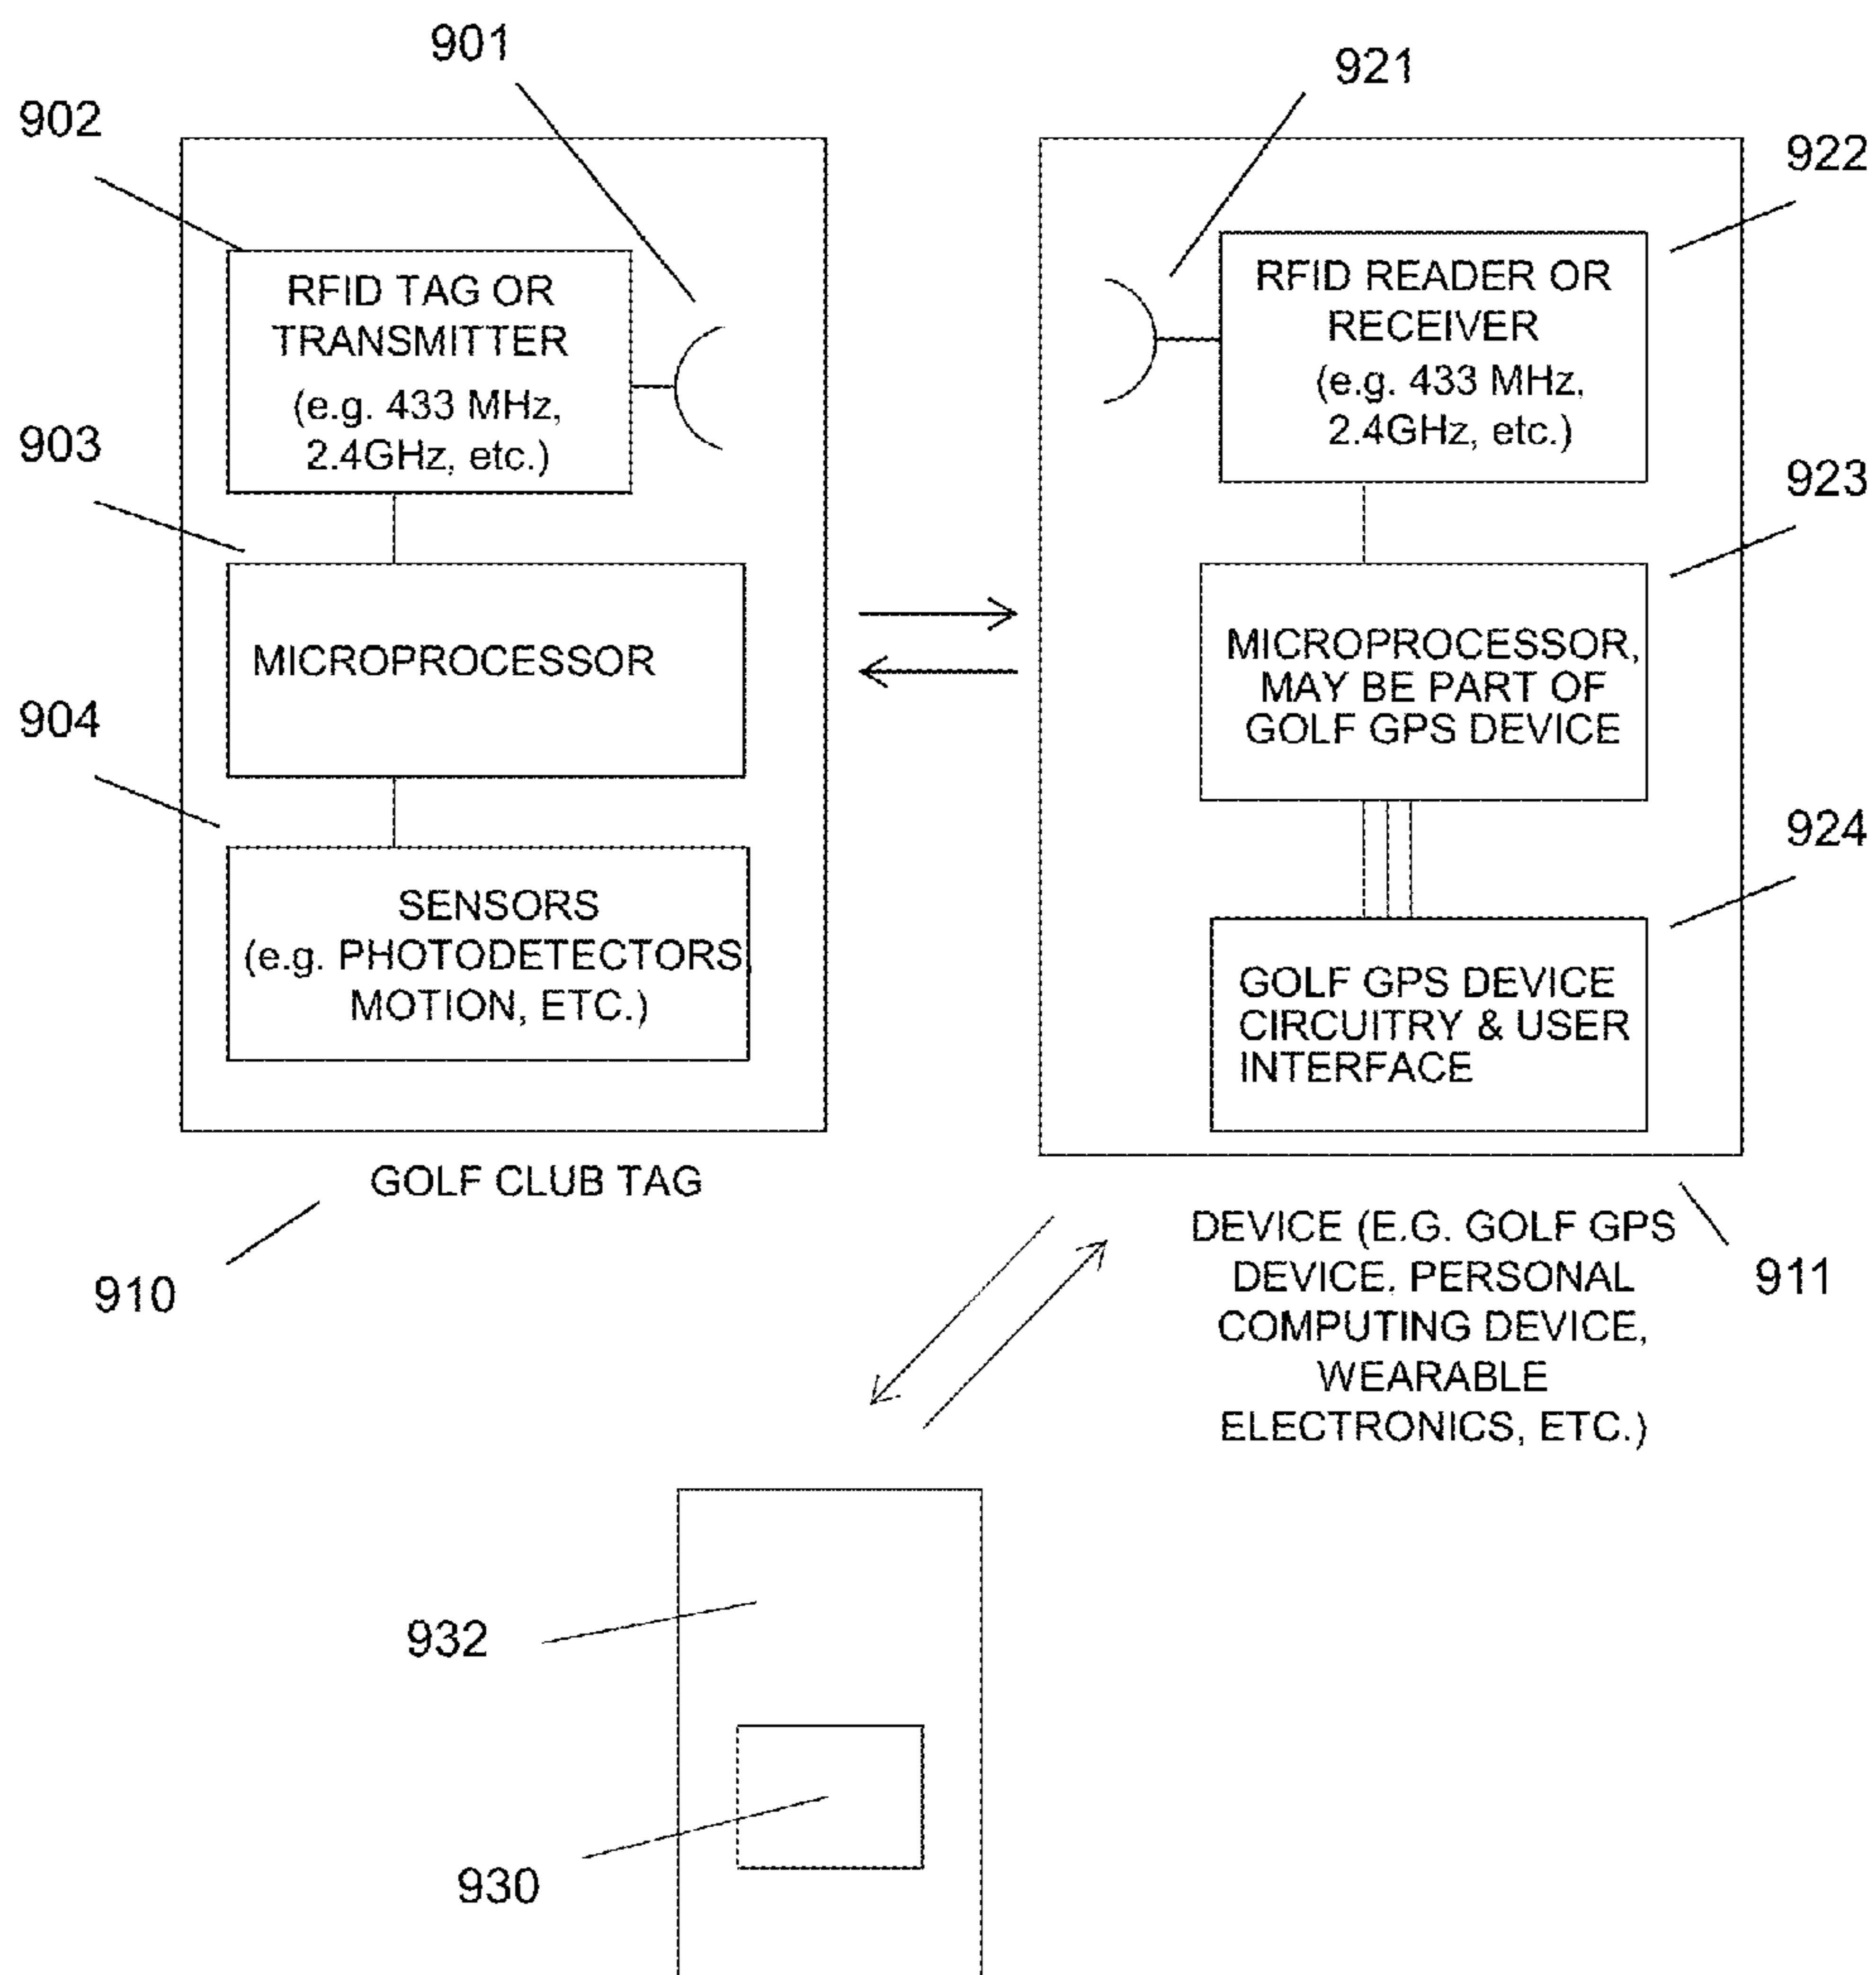 901
921
902
922
RFID TAG OR
TRANSMITTER
(e.g. 433 MHz,
2.4GHz, etc.)
RFID READER OR
RECEIVER
(e.g. 433 MHz,
2.4GHz, etc.)
903
923
MICROPROCESSOR
MICROPROCESSOR,
MAY BE PART OF
GOLF GPS DEVICE
904
924
SENSORS
(e.g. PHOTODETECTORS,
MOTION, ETC.)
GOLF GPS DEVICE
CIRCUITRY & USER
INTERFACE
GOLF CLUB TAG
910
DEVICE (E.G. GOLF GPS
DEVICE, PERSONAL
COMPUTING DEVICE,
WEARABLE
ELECTRONICS, ETC.)
911
932
930